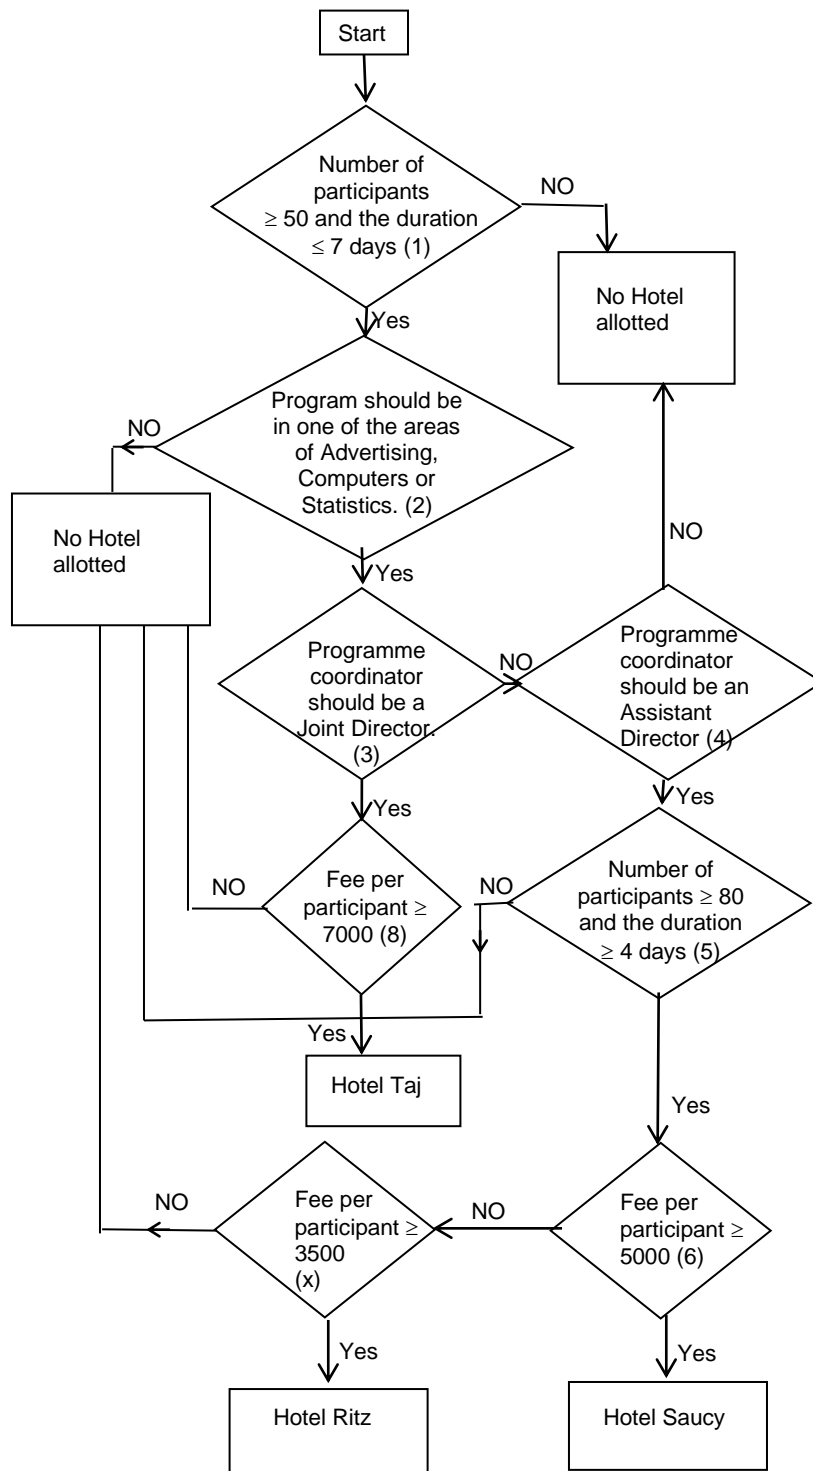 Start
Number of
participants
≥ 50 and the duration
≤ 7 days (1)
NO
No Hotel
allotted
Yes
Program should be
in one of the areas
of Advertising,
Computers or
Statistics. (2)
NO
No Hotel
allotted
NO
Yes
Programme
coordinator
should be a
Joint Director.
(3)
NO
Programme
coordinator
should be an
Assistant
Director (4)
Yes
Yes
NO
Fee per
participant ≥
7000 (8)
NO
Number of
participants ≥ 80
and the duration
≥ 4 days (5)
Yes
Hotel Taj
Yes
NO
Fee per
participant ≥
3500
(x)
NO
Fee per
participant ≥
5000 (6)
Yes
Yes
Hotel Ritz
Hotel Saucy